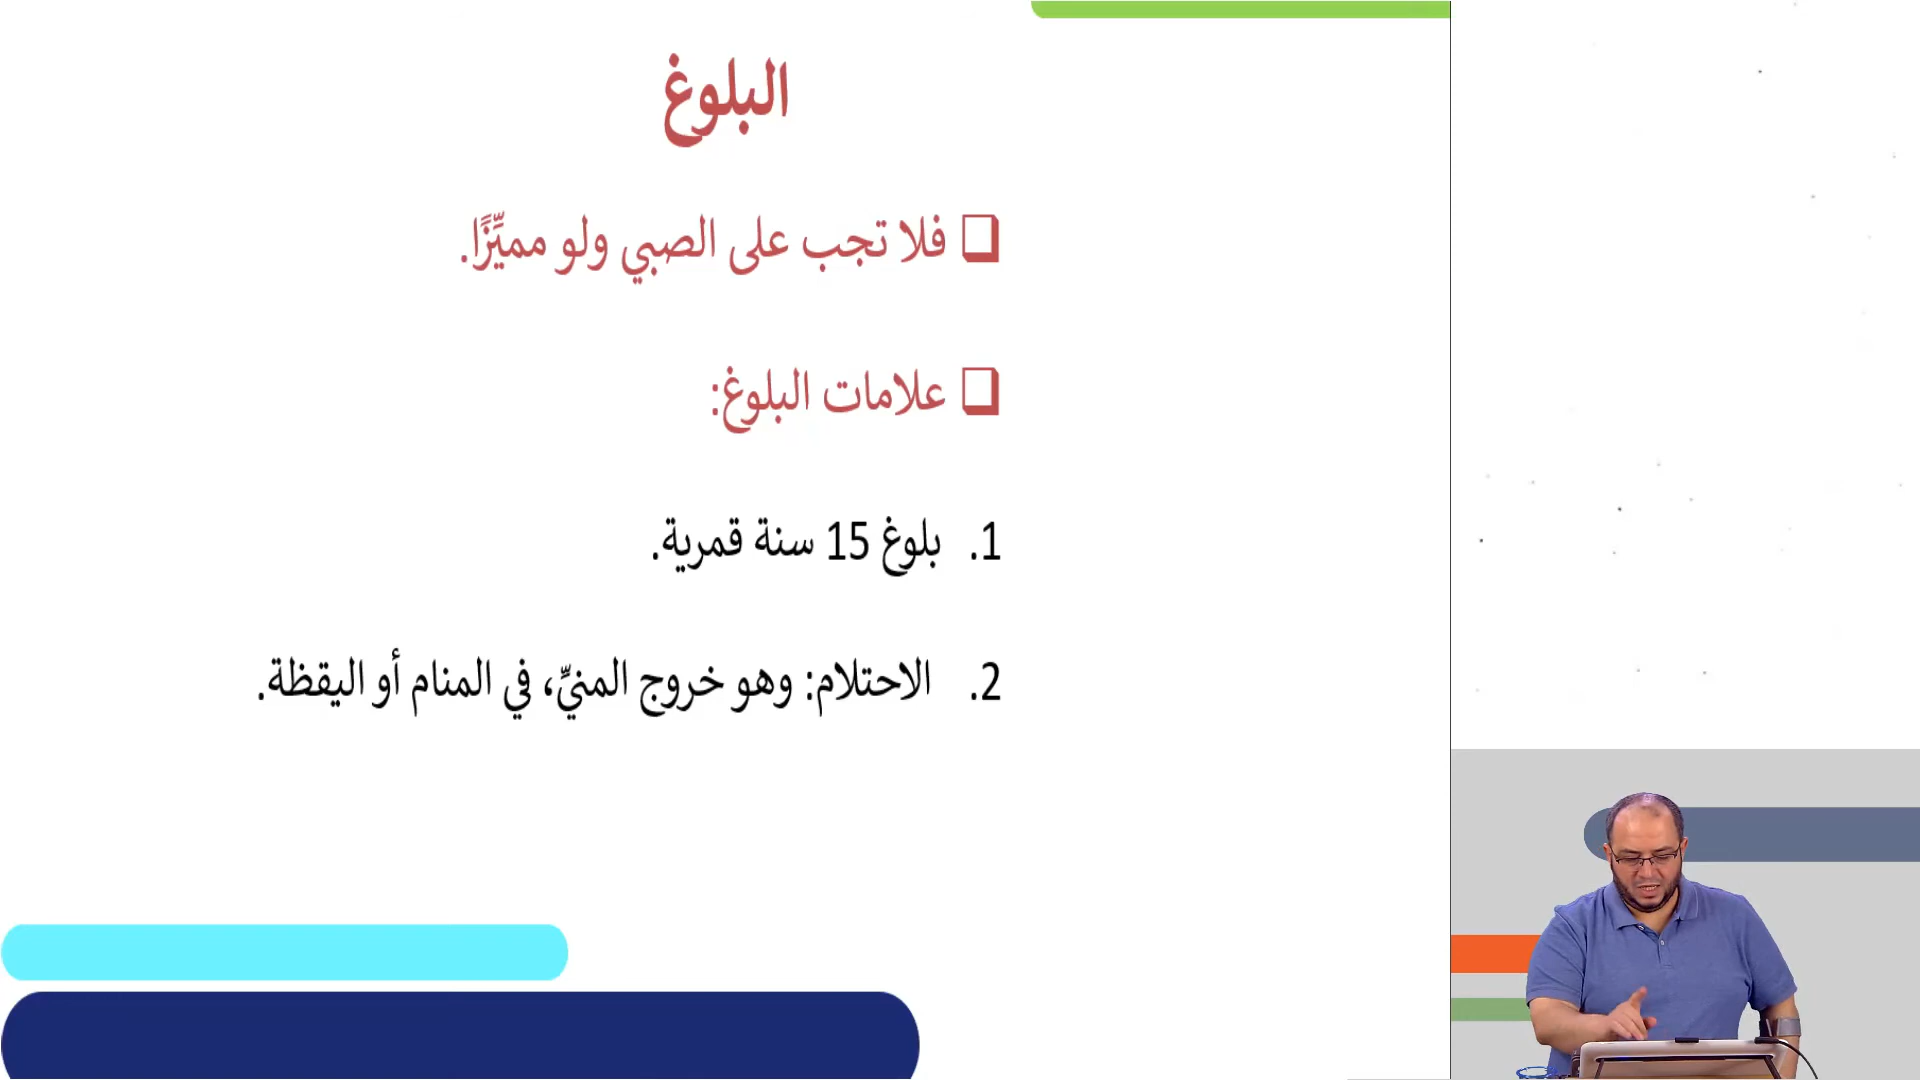 البلوغ
❑ فلا تجب على الصبي ولو مميِّزًا.
❑ علامات البلوغ:
1. بلوغ 15 سنة قمرية.
2. الاحتلام: وهو خروج المنيِّ، في المنام أو اليقظة.